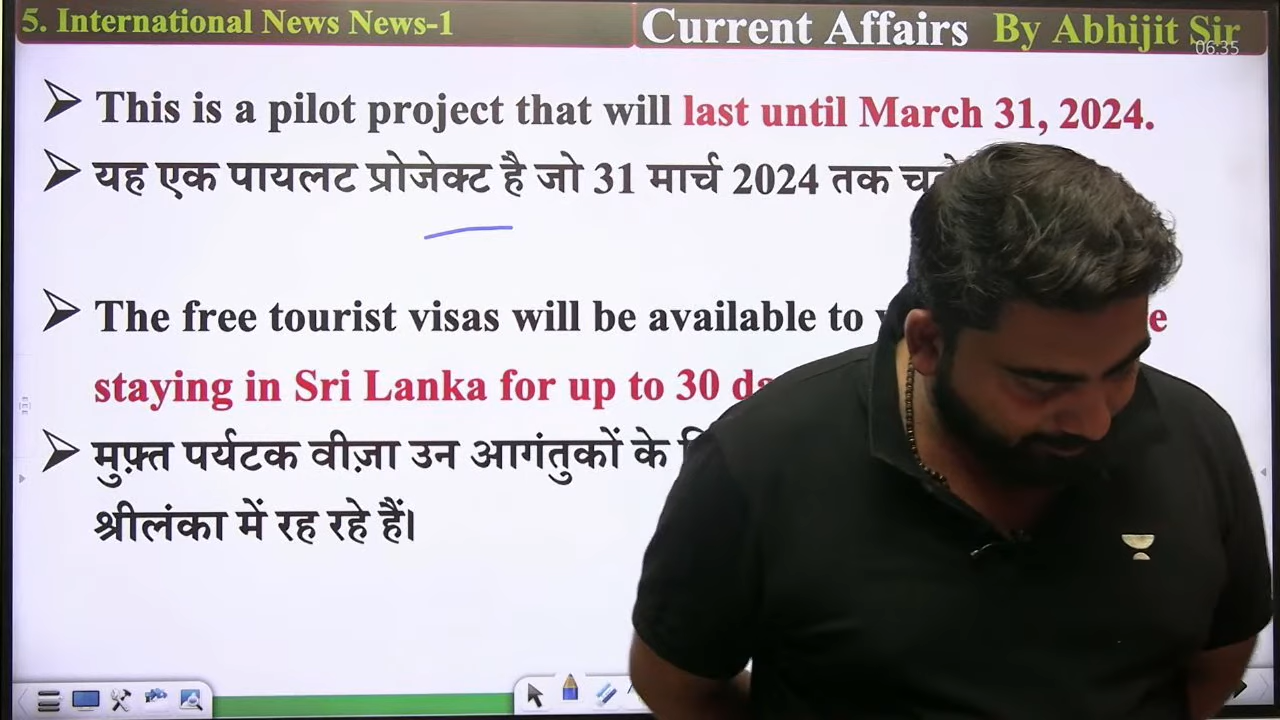 5. International News News-1
Current Affairs By Abhijit Sir
06:35
This is a pilot project that will last until March 31, 2024.
यह एक पायलट प्रोजेक्ट है जो 31 मार्च 2024 तक
The free tourist visas will be available to
staying in Sri Lanka for up to 30
मुफ़्त पर्यटक वीज़ा उन आगंतुकों के
श्रीलंका में रह रहे हैं।